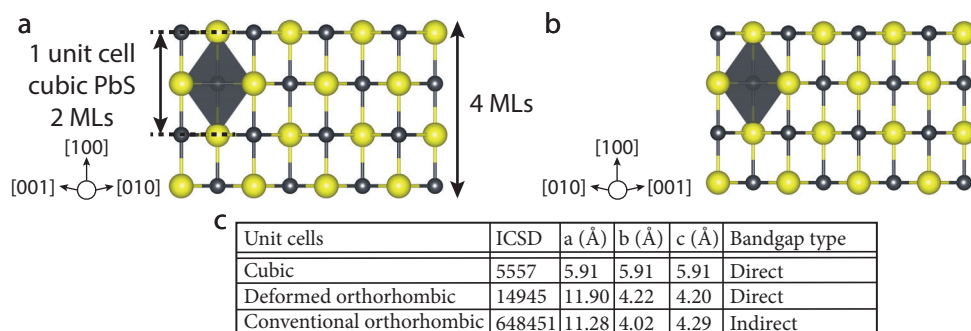 a
1 unit cell
cubic PbS
2 MLs
4 MLs
[100]
[001]
[010]
b
[100]
[010]
[001]
c
Unit cells ICSD a (Å) b (Å) c (Å) Bandgap type
Cubic 5557 5.91 5.91 5.91 Direct
Deformed orthorhombic 14945 11.90 4.22 4.20 Direct
Conventional orthorhombic 648451 11.28 4.02 4.29 Indirect